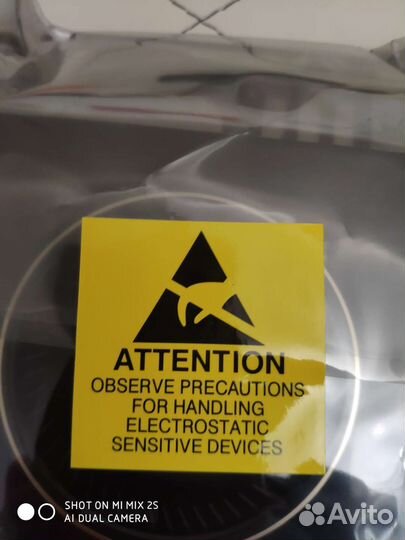 ATTENTION
OBSERVE PRECAUTIONS
FOR HANDLING
ELECTROSTATIC
SENSITIVE DEVICES
SHOT ON MI MIX 2S
AI DUAL CAMERA
Avito